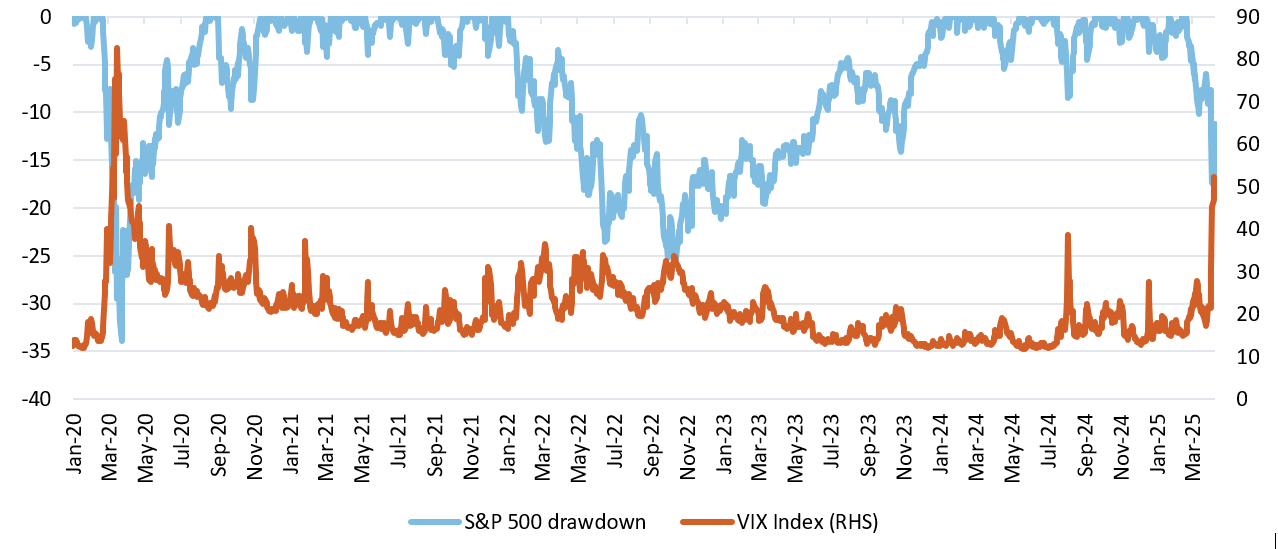 0
-5
-10
-15
-20
-25
-30
-35
-40
90
80
70
60
50
40
30
20
10
0
Jan-20
Mar-20
May-20
Jul-20
Sep-20
Nov-20
Jan-21
Mar-21
May-21
Jul-21
Sep-21
Nov-21
Jan-22
Mar-22
May-22
Jul-22
Sep-22
Nov-22
Jan-23
Mar-23
May-23
Jul-23
Sep-23
Nov-23
Jan-24
Mar-24
May-24
Jul-24
Sep-24
Nov-24
Jan-25
Mar-25
S&P 500 drawdown
VIX Index (RHS)